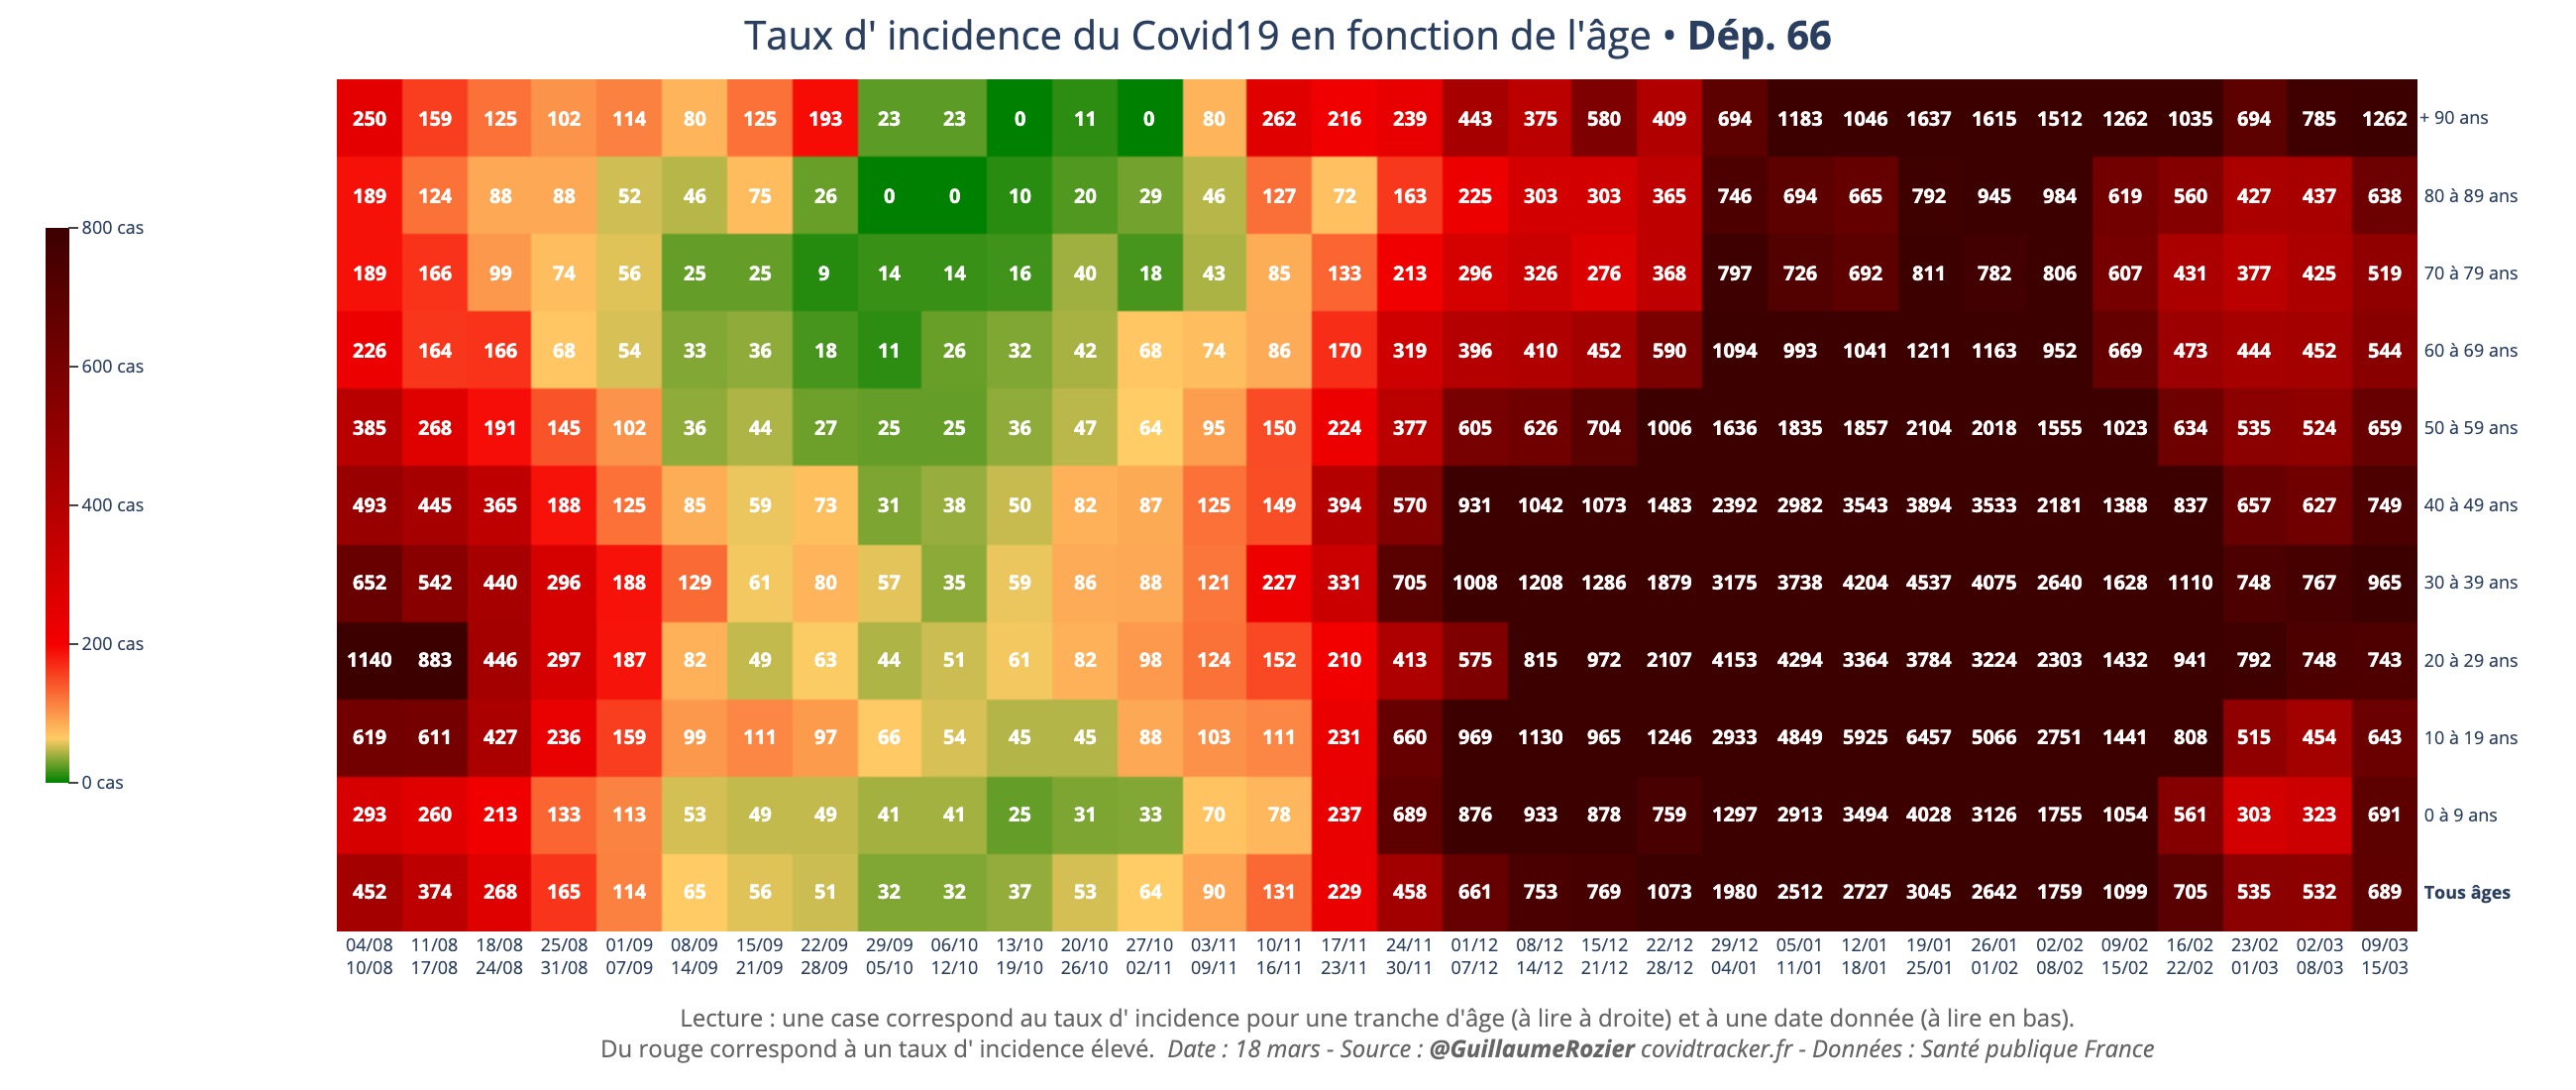 Taux d' incidence du Covid19 en fonction de l'âge • Dép. 66
800 cas
600 cas
400 cas
200 cas
0 cas
250 159 125 102 114 80 125 193 23 23 0 11 0 80 262 216 239 443 375 580 409 694 1183 1046 1637 1615 1512 1262 1035 694 785 1262 + 90 ans
189 124 88 88 52 46 75 26 0 0 10 20 29 46 127 72 163 225 303 303 365 746 694 665 792 945 984 619 560 427 437 638 80 à 89 ans
189 166 99 74 56 25 25 9 14 14 16 40 18 43 85 133 213 296 326 276 368 797 726 692 811 782 806 607 431 377 425 519 70 à 79 ans
226 164 166 68 54 33 36 18 11 26 32 42 68 74 86 170 319 396 410 452 590 1094 993 1041 1211 1163 952 669 473 444 452 544 60 à 69 ans
385 268 191 145 102 36 44 27 25 25 36 47 64 95 150 224 377 605 626 704 1006 1636 1835 1857 2104 2018 1555 1023 634 535 524 659 50 à 59 ans
493 445 365 188 125 85 59 73 31 38 50 82 87 125 149 394 570 931 1042 1073 1483 2392 2982 3543 3894 3533 2181 1388 837 657 627 749 40 à 49 ans
652 542 440 296 188 129 61 80 57 35 59 86 88 121 227 331 705 1008 1208 1286 1879 3175 3738 4204 4537 4075 2640 1628 1110 748 767 965 30 à 39 ans
1140 883 446 297 187 82 49 63 44 51 61 82 98 124 152 210 413 575 815 972 2107 4153 4294 3364 3784 3224 2303 1432 941 792 748 743 20 à 29 ans
619 611 427 236 159 99 111 97 66 54 45 45 88 103 111 231 660 969 1130 965 1246 2933 4849 5925 6457 5066 2751 1441 808 515 454 643 10 à 19 ans
293 260 213 133 113 53 49 49 41 41 25 31 33 70 78 237 689 876 933 878 759 1297 2913 3494 4028 3126 1755 1054 561 303 323 691 0 à 9 ans
452 374 268 165 114 65 56 51 32 32 37 53 64 90 131 229 458 661 753 769 1073 1980 2512 2727 3045 2642 1759 1099 705 535 532 689 Tous âges
04/08 11/08 18/08 25/08 01/09 08/09 15/09 22/09 29/09 06/10 13/10 20/10 27/10 03/11 10/11 17/11 24/11 01/12 08/12 15/12 22/12 29/12 05/01 12/01 19/01 26/01 02/02 09/02 16/02 23/02 02/03 09/03
10/08 17/08 24/08 31/08 07/09 14/09 21/09 28/09 05/10 12/10 19/10 26/10 02/11 09/11 16/11 23/11 30/11 07/12 14/12 21/12 28/12 04/01 11/01 18/01 25/01 01/02 08/02 15/02 22/02 01/03 08/03 15/03
Lecture : une case correspond au taux d' incidence pour une tranche d'âge (à lire à droite) et à une date donnée (à lire en bas).
Du rouge correspond à un taux d' incidence élevé. Date : 18 mars - Source : @GuillaumeRozier covidtracker.fr - Données : Santé publique France